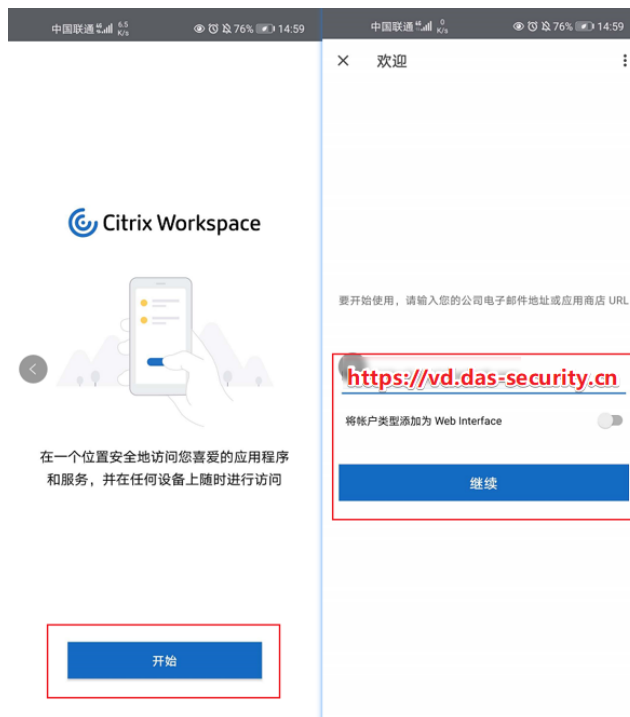 中国联通 4G 6.5 K/s 76% 14:59
Citrix Workspace
在一个位置安全地访问您喜爱的应用程序
和服务，并在任何设备上随时进行访问
开始
中国联通 4G 0 K/s 76% 14:59
欢迎
要开始使用，请输入您的公司电子邮件地址或应用商店 URL
https://vd.das-security.cn
将帐户类型添加为 Web Interface
继续